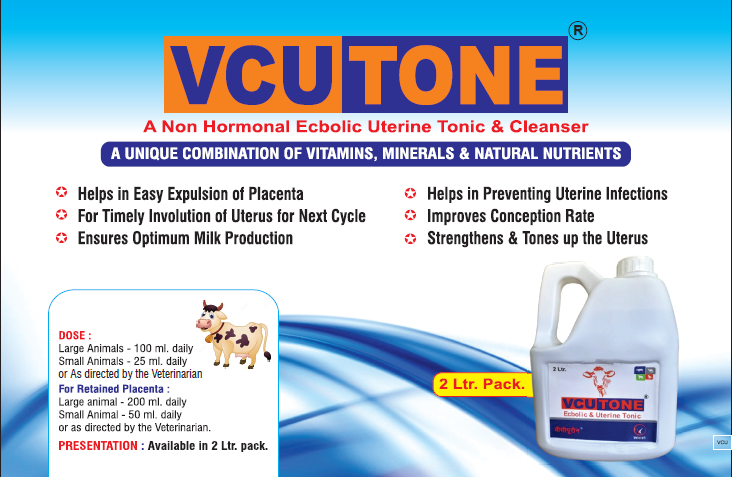 VCUTONE®
A Non Hormonal Ecbolic Uterine Tonic & Cleanser
A UNIQUE COMBINATION OF VITAMINS, MINERALS & NATURAL NUTRIENTS
Helps in Easy Expulsion of Placenta
For Timely Involution of Uterus for Next Cycle
Ensures Optimum Milk Production
Helps in Preventing Uterine Infections
Improves Conception Rate
Strengthens & Tones up the Uterus
DOSE :
Large Animals - 100 ml. daily
Small Animals - 25 ml. daily
or As directed by the Veterinarian
For Retained Placenta :
Large animal - 200 ml. daily
Small Animal - 50 ml. daily
or as directed by the Veterinarian.
PRESENTATION : Available in 2 Ltr. pack.
2 Ltr. Pack.
2 Ltr.
VCUTONE®
Ecbolic & Uterine Tonic
VCU